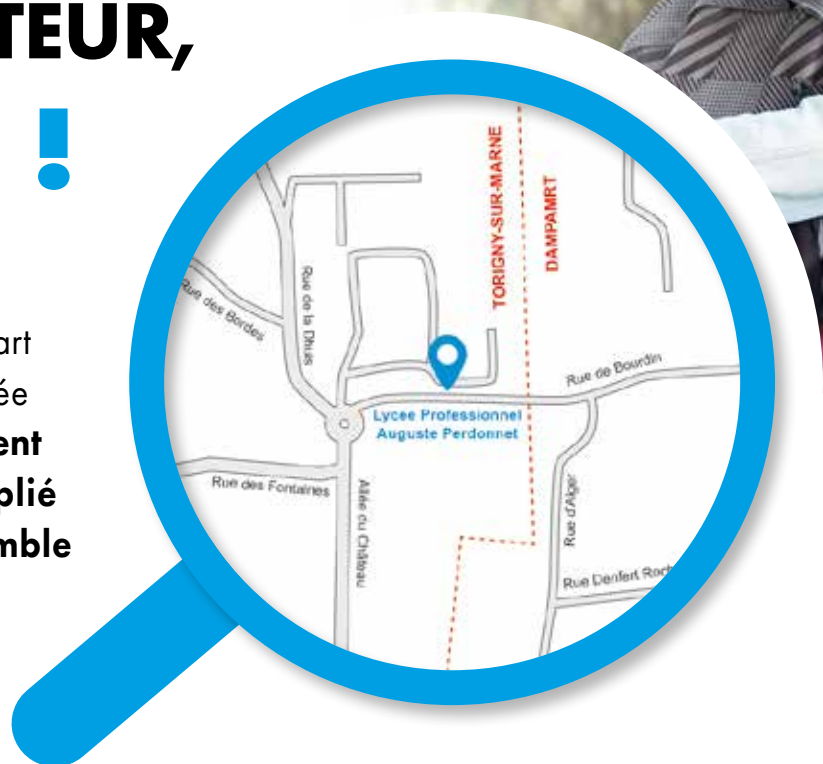 TEUR,
!
art
ée
ent
plié
mble
TORIGNY-SUR-MARNE
DAMPAMRT
Rue des Bordes
Rue de la Dhuis
Rue de Bourdin
Lycee Professionnel
Auguste Perdonnet
Rue des Fontaines
Allée du Château
Rue d'Alger
Rue Denfert Roch